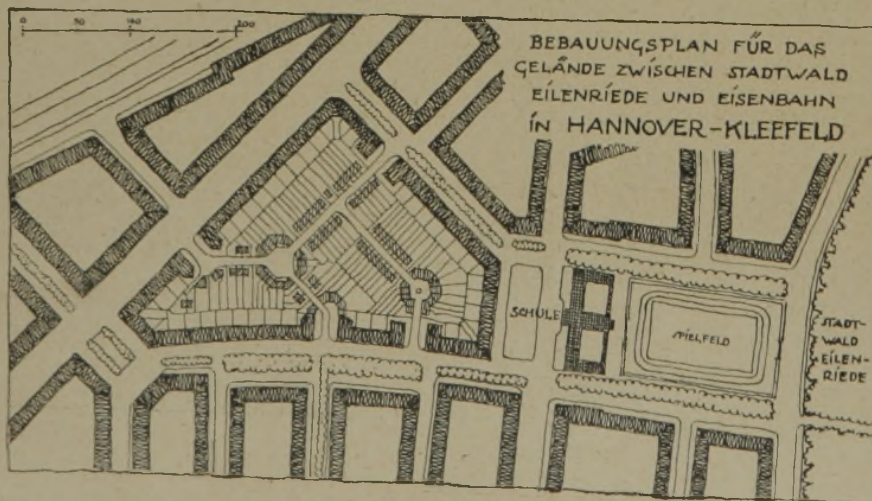 0 50 100 200
BEBAUUNGSPLAN FÜR DAS
GELÄNDE ZWISCHEN STADTWALD
EILENRIEDE UND EISENBAHN
IN HANNOVER-KLEEFELD
SCHULE
SPIELFELD
STADT-
WALD
EILEN-
RIEDE